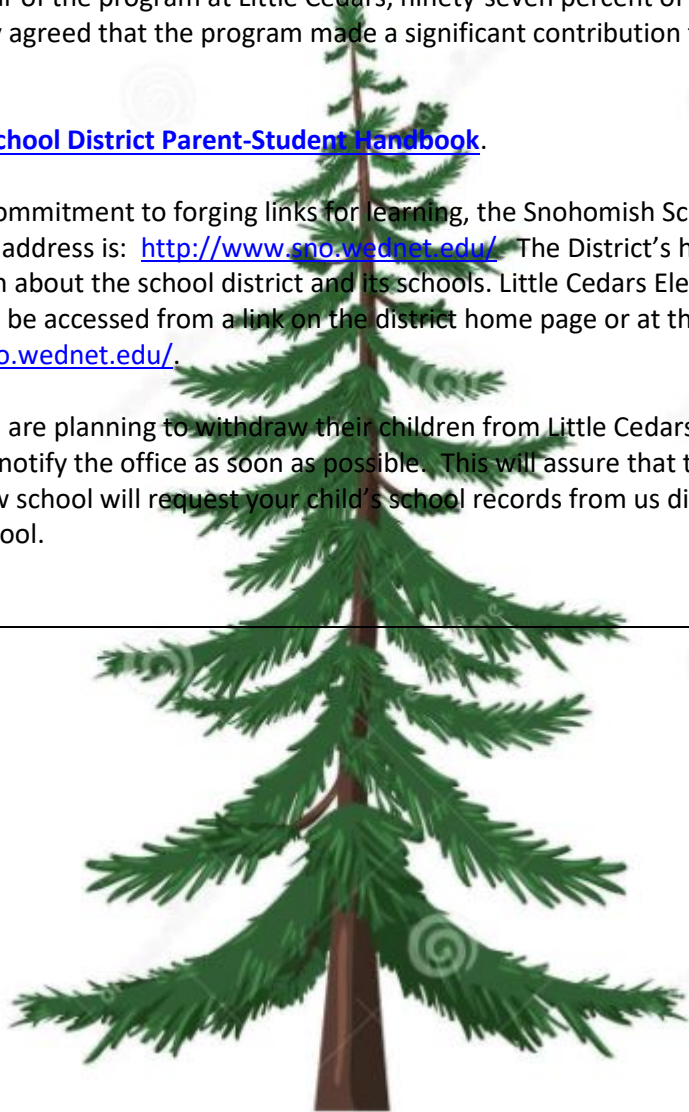 of the program at Little Cedars, ninety-seven percent of
agreed that the program made a significant contribution
chool District Parent-Student Handbook.
ommitment to forging links for learning, the Snohomish Sc
address is: http://www.sno.wednet.edu/ The District's h
about the school district and its schools. Little Cedars Ele
be accessed from a link on the district home page or at th
o.wednet.edu/.
are planning to withdraw their children from Little Cedars
notify the office as soon as possible. This will assure that t
w school will request your child's school records from us di
ool.